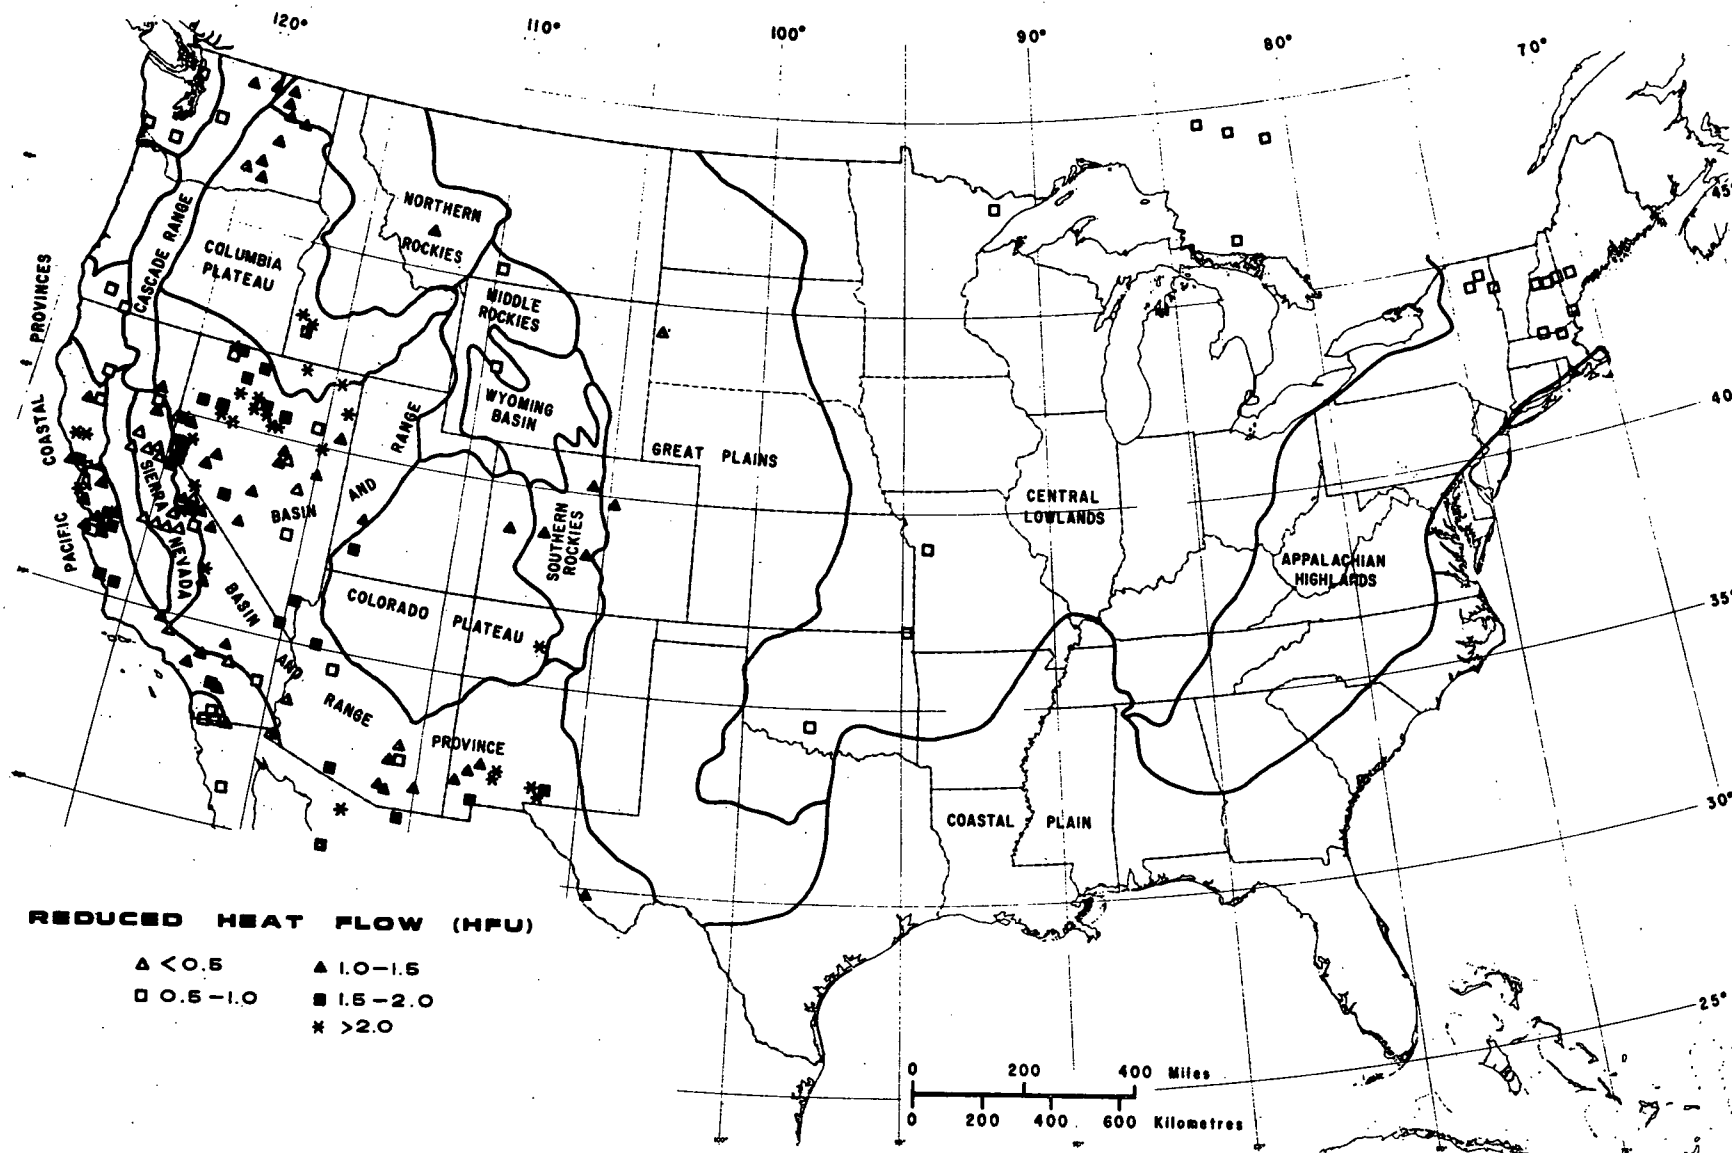 120°
110°
100°
90°
80°
70°
45°
40°
35°
30°
25°
NORTHERN
ROCKIES
CASCADE RANGE
COLUMBIA
PLATEAU
MIDDLE
ROCKIES
WYOMING
BASIN
PACIFIC COASTAL PROVINCES
SIERRA NEVADA
BASIN AND RANGE
GREAT PLAINS
CENTRAL
LOWLANDS
APPALACHIAN
HIGHLANDS
SOUTHERN
ROCKIES
COLORADO PLATEAU
BASIN AND RANGE PROVINCE
COASTAL PLAIN
REDUCED HEAT FLOW (HFU)
<0.5
0.5-1.0
1.0-1.5
1.5-2.0
>2.0
0 200 400 Miles
0 200 400 600 Kilometres